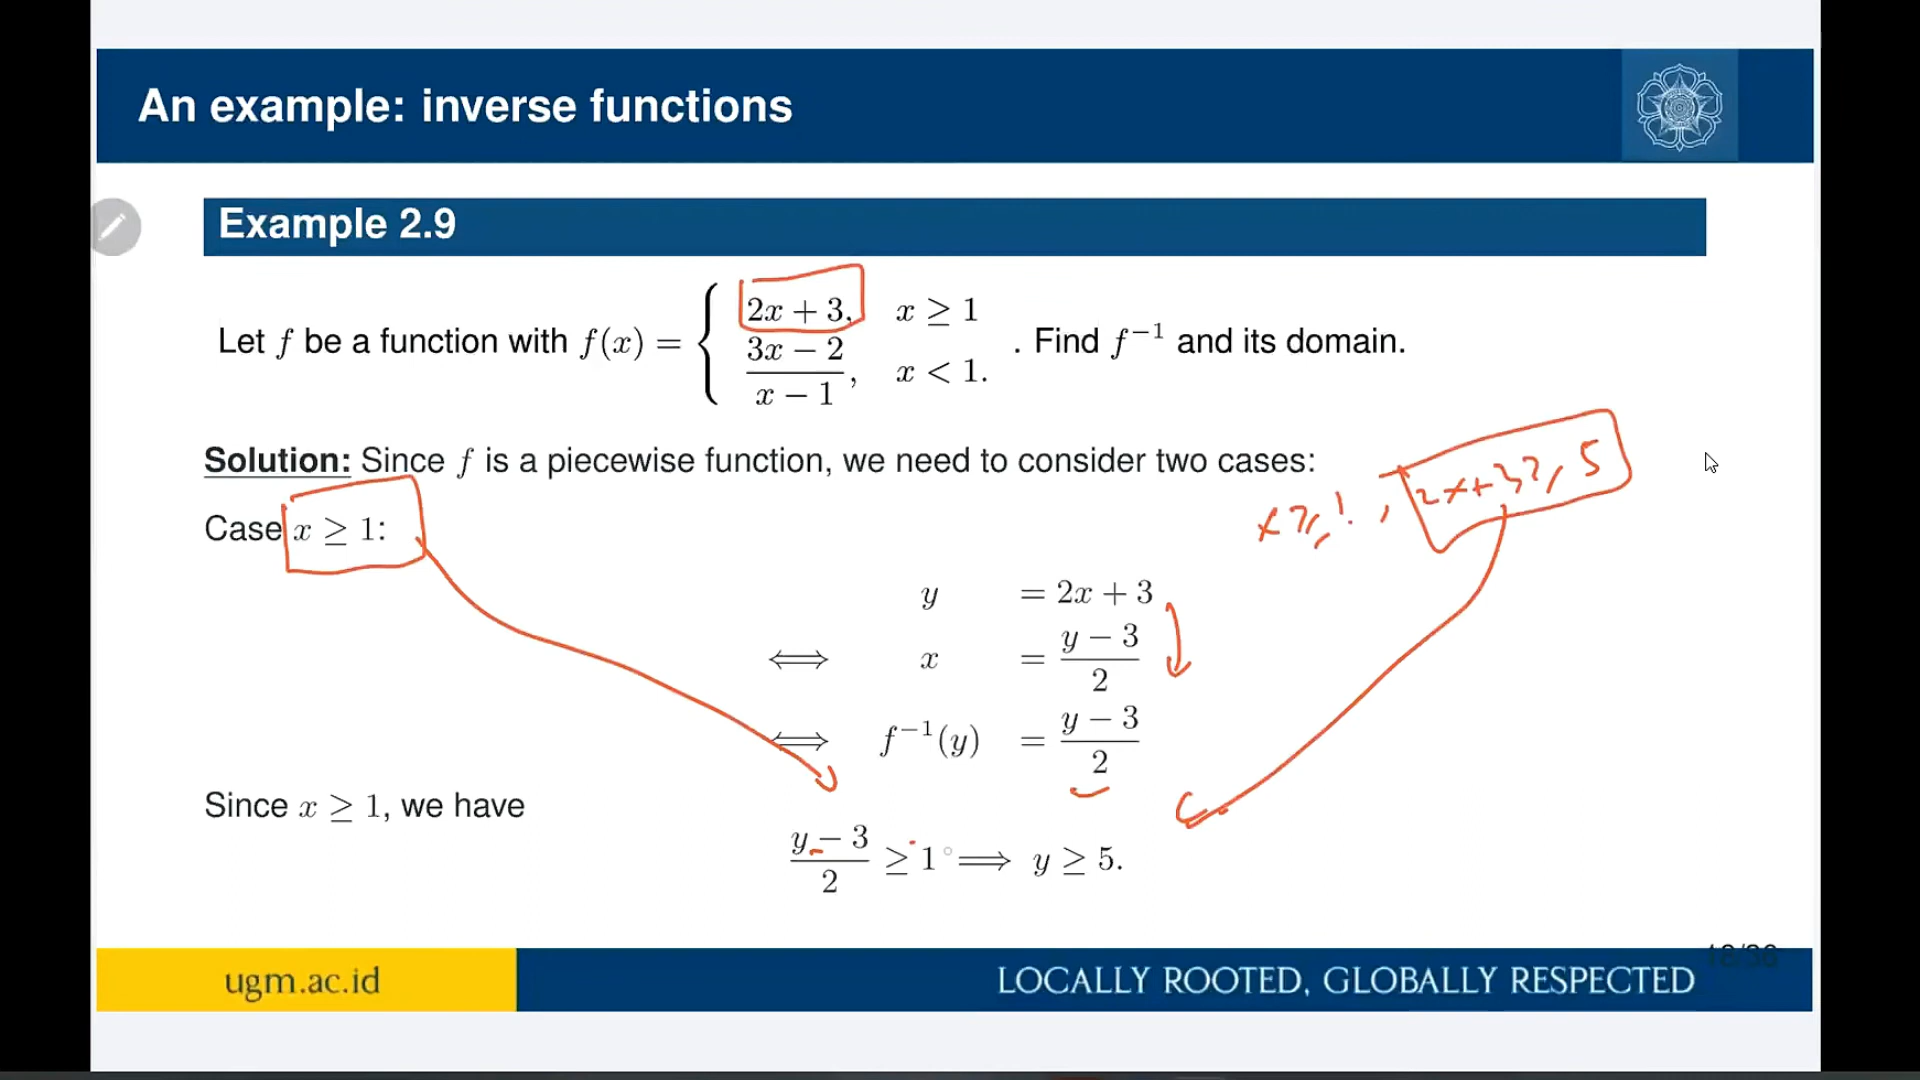 An example: inverse functions
Example 2.9
Let f be a function with f(x) = { 2x + 3, x ≥ 1
(3x − 2)/(x − 1), x < 1. . Find f⁻¹ and its domain.
Solution: Since f is a piecewise function, we need to consider two cases:
x ≥ 1, 2x+3 ≥ 5
Case x ≥ 1:
y = 2x + 3
⟺ x = (y − 3)/2
⟺ f⁻¹(y) = (y − 3)/2
Since x ≥ 1, we have
(y − 3)/2 ≥ 1 ⟹ y ≥ 5.
18/36
ugm.ac.id
LOCALLY ROOTED, GLOBALLY RESPECTED